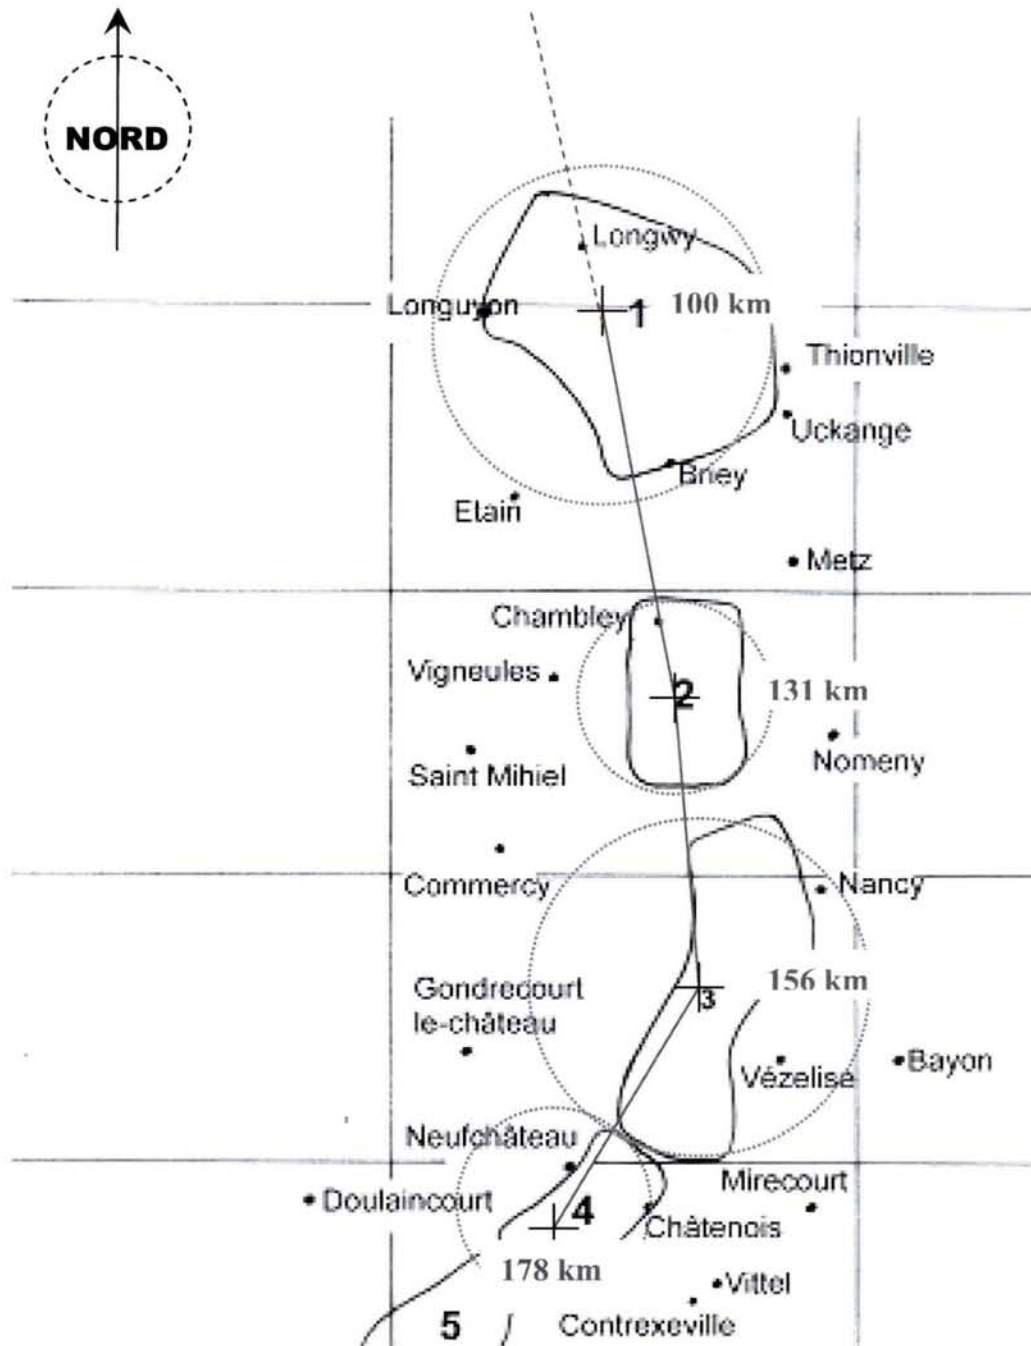 NORD
Longwy
Longuyon
1
100 km
Thionville
Uckange
Briey
Elain
Metz
Chambley
Vigneules
2
131 km
Saint Mihiel
Nomeny
Commercy
Nancy
Gondrecourt
le-château
3
156 km
Vézelise
Bayon
Neufchâteau
Doulaincourt
4
Mirecourt
Châtenois
178 km
Vittel
5
Contrexeville